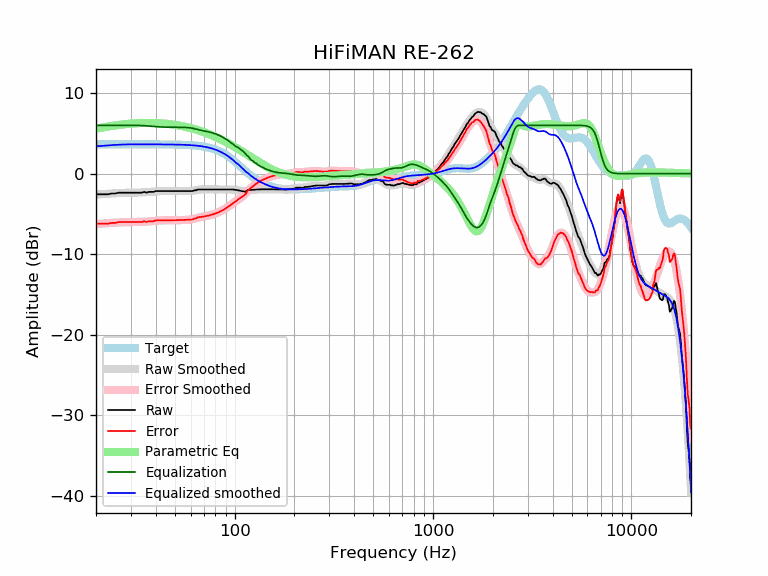 HiFiMAN RE-262
Amplitude (dBr)
10
0
−10
−20
−30
−40
Target
Raw Smoothed
Error Smoothed
Raw
Error
Parametric Eq
Equalization
Equalized smoothed
100
1000
10000
Frequency (Hz)